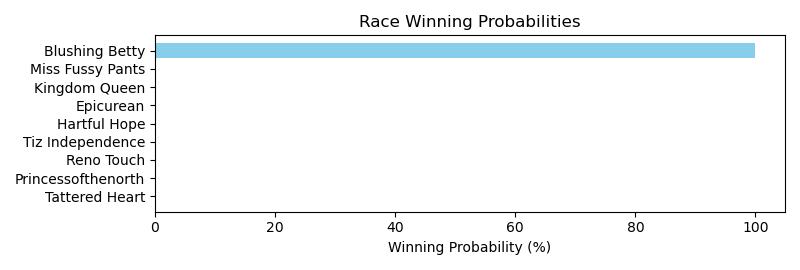 Race Winning Probabilities
Blushing Betty
Miss Fussy Pants
Kingdom Queen
Epicurean
Hartful Hope
Tiz Independence
Reno Touch
Princessofthenorth
Tattered Heart
0 20 40 60 80 100
Winning Probability (%)